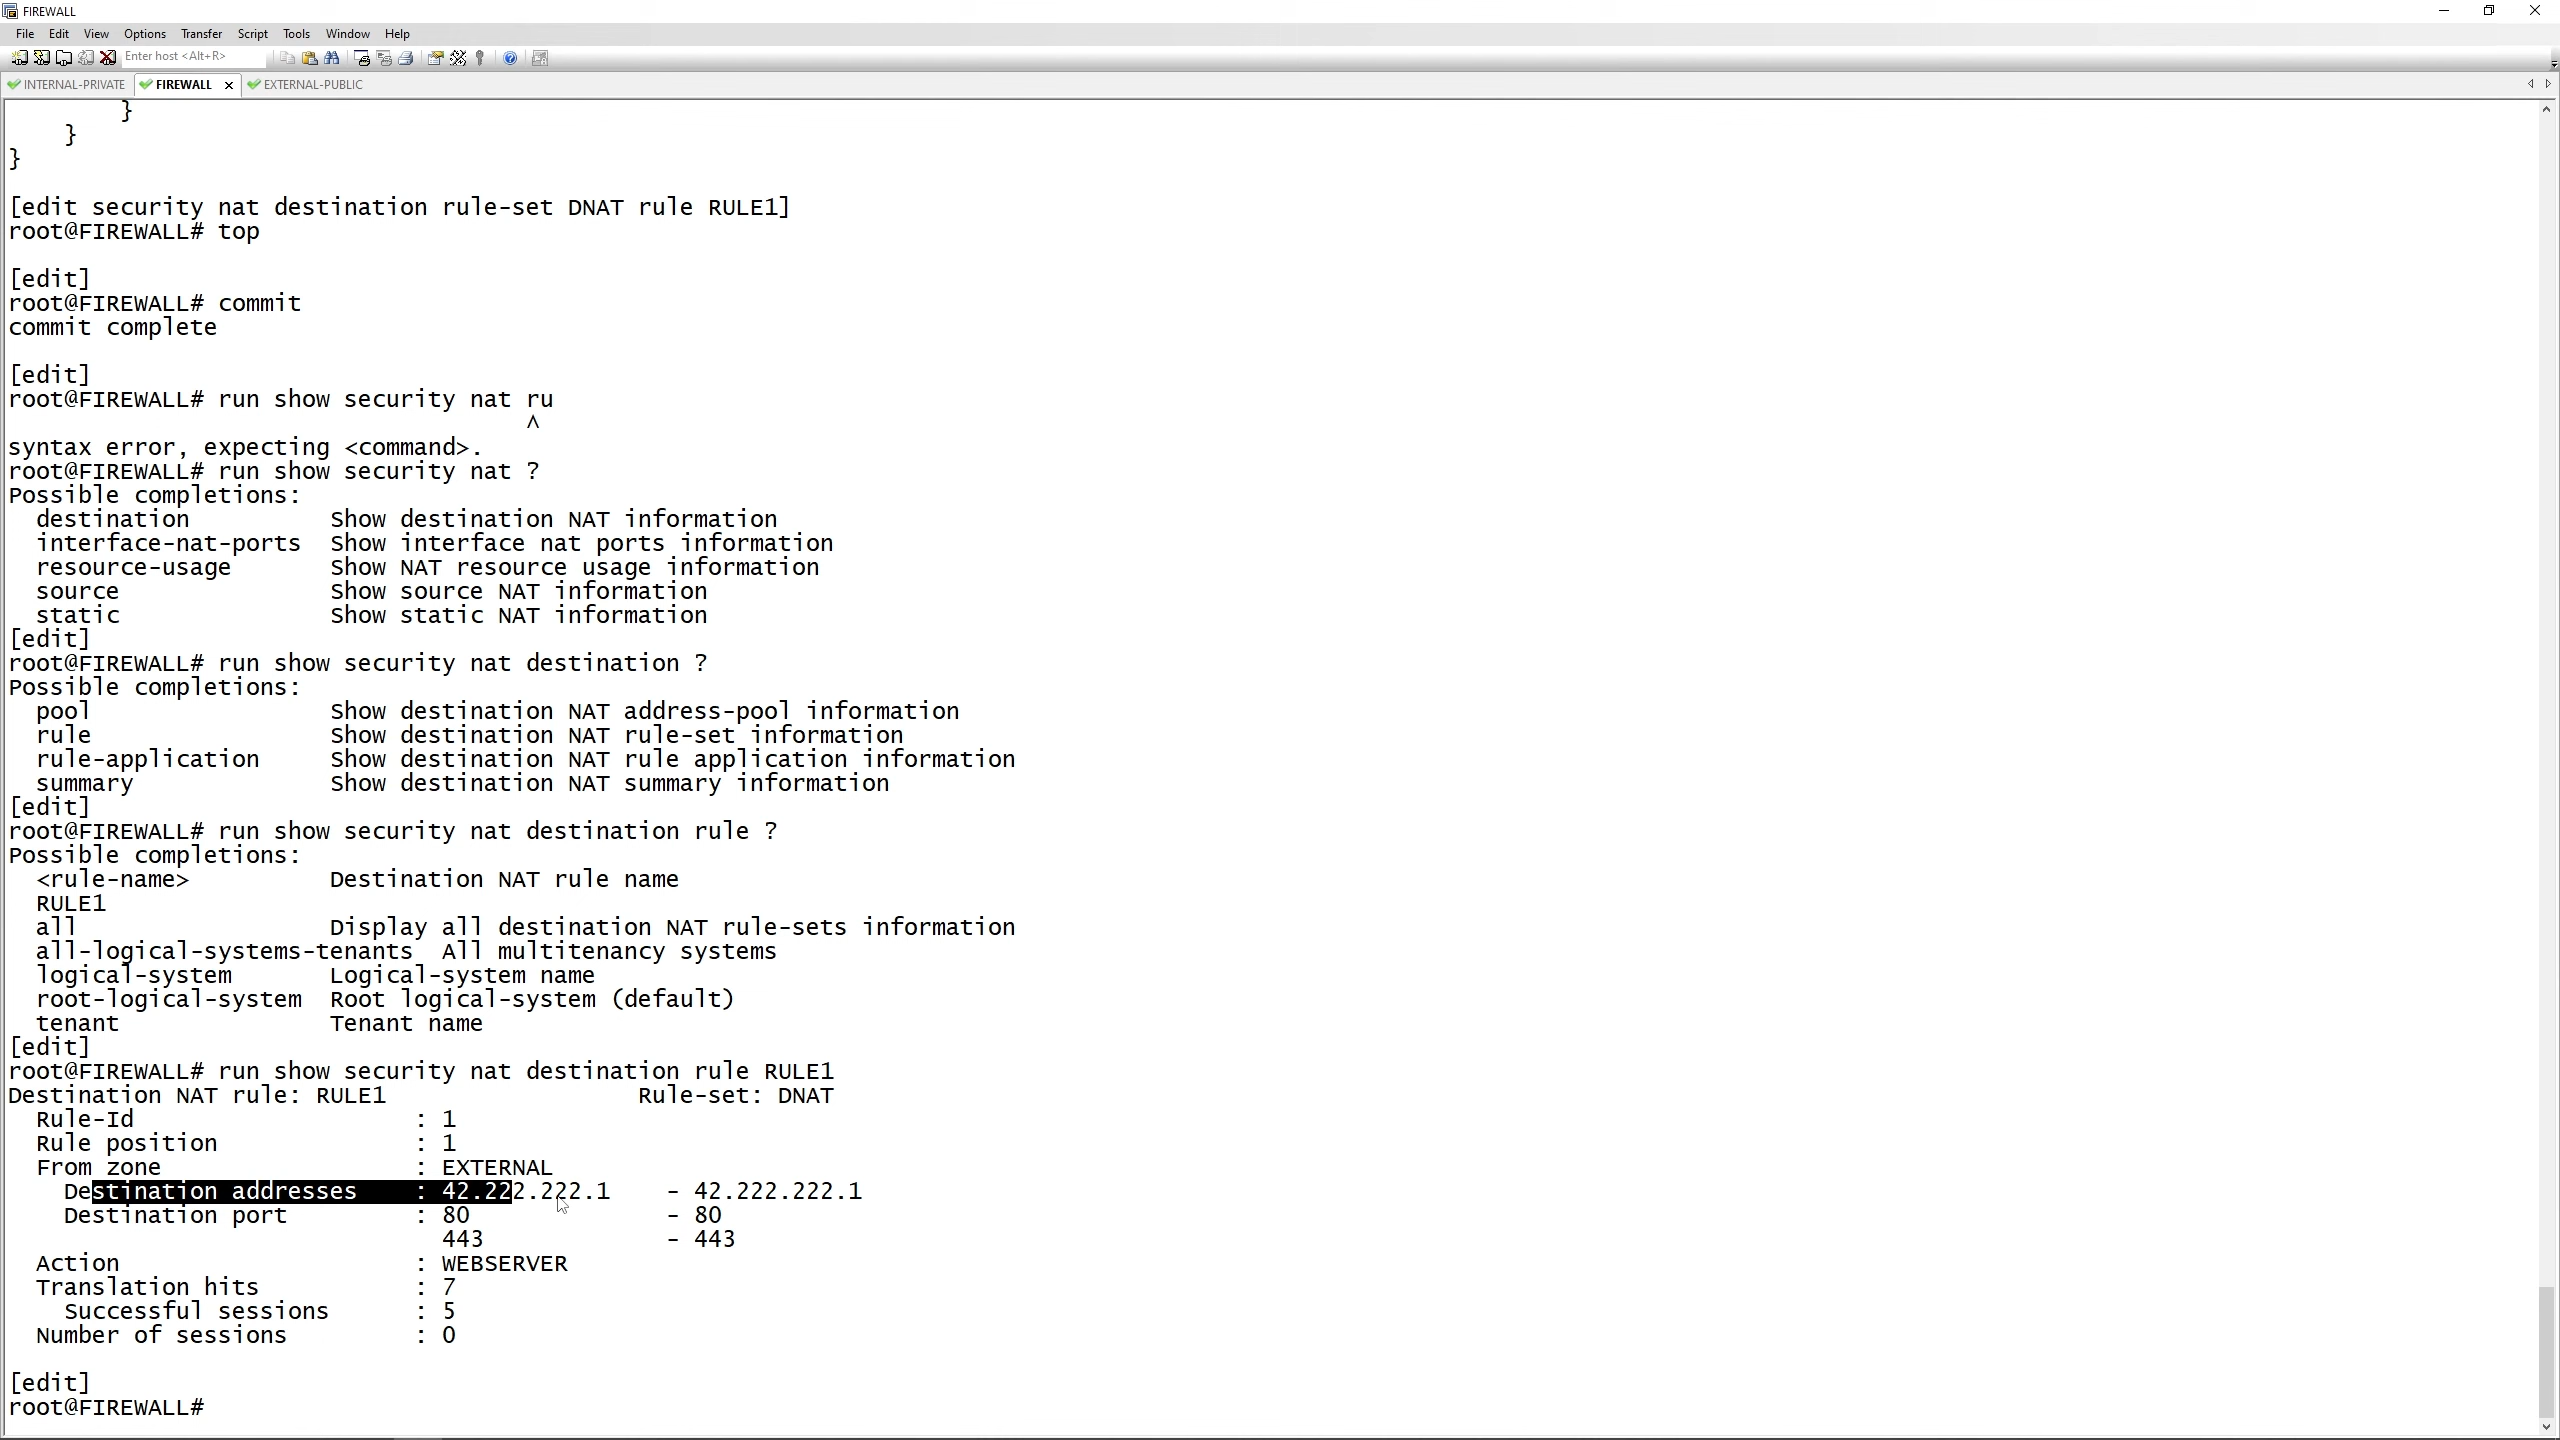 FIREWALL
File Edit View Options Transfer Script Tools Window Help
Enter host <Alt+R>
INTERNAL-PRIVATE FIREWALL EXTERNAL-PUBLIC
        }
    }
}
[edit security nat destination rule-set DNAT rule RULE1]
root@FIREWALL# top
[edit]
root@FIREWALL# commit
commit complete
[edit]
root@FIREWALL# run show security nat ru
                                     ^
syntax error, expecting <command>.
root@FIREWALL# run show security nat ?
Possible completions:
  destination          Show destination NAT information
  interface-nat-ports  Show interface nat ports information
  resource-usage       Show NAT resource usage information
  source               Show source NAT information
  static               Show static NAT information
[edit]
root@FIREWALL# run show security nat destination ?
Possible completions:
  pool                 Show destination NAT address-pool information
  rule                 Show destination NAT rule-set information
  rule-application     Show destination NAT rule application information
  summary              Show destination NAT summary information
[edit]
root@FIREWALL# run show security nat destination rule ?
Possible completions:
  <rule-name>          Destination NAT rule name
  RULE1
  all                  Display all destination NAT rule-sets information
  all-logical-systems-tenants  All multitenancy systems
  logical-system       Logical-system name
  root-logical-system  Root logical-system (default)
  tenant               Tenant name
[edit]
root@FIREWALL# run show security nat destination rule RULE1
Destination NAT rule: RULE1                  Rule-set: DNAT
  Rule-Id                    : 1
  Rule position              : 1
  From zone                  : EXTERNAL
    Destination addresses    : 42.222.222.1    - 42.222.222.1
    Destination port         : 80              - 80
                               443             - 443
  Action                     : WEBSERVER
  Translation hits           : 7
    Successful sessions      : 5
  Number of sessions         : 0
[edit]
root@FIREWALL#